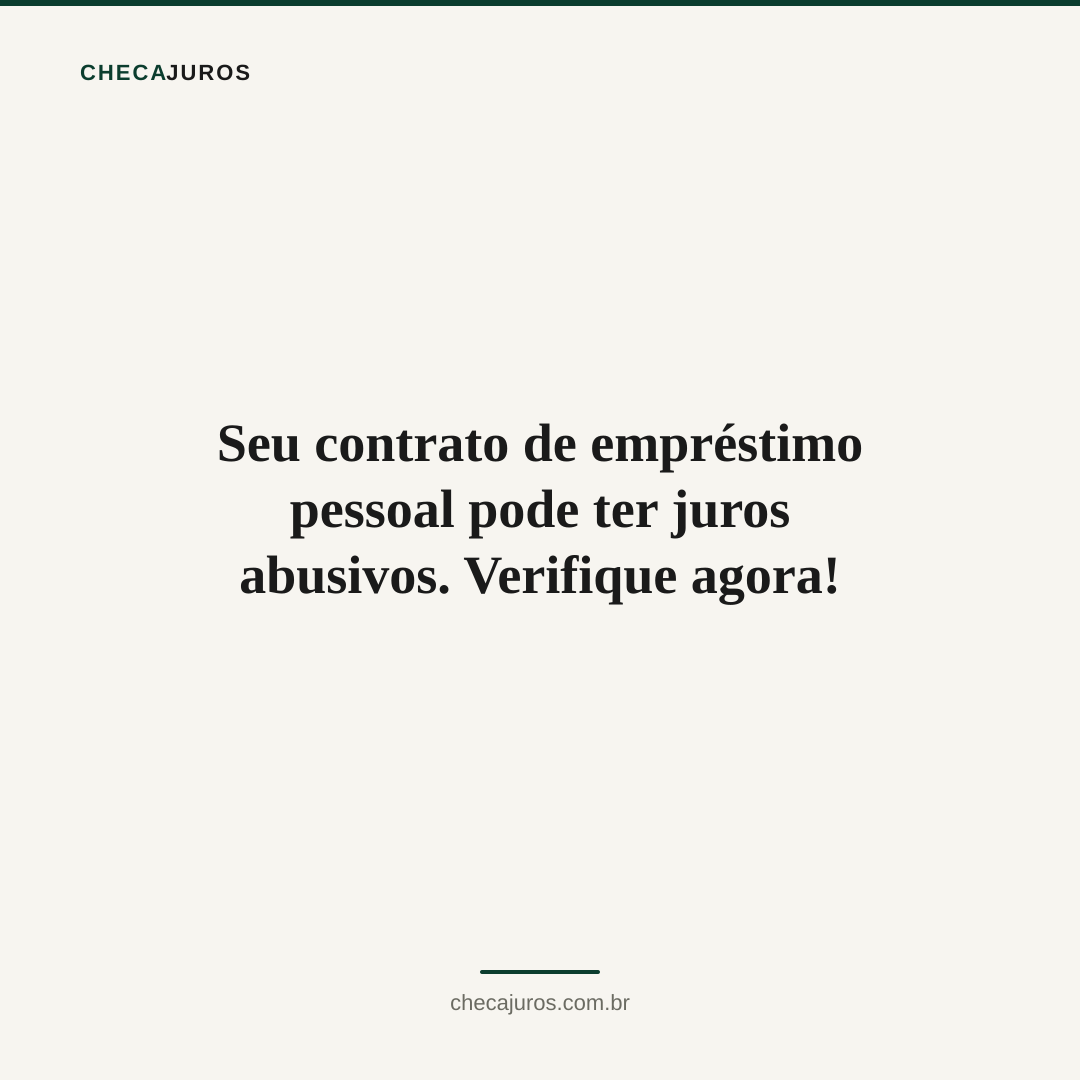 CHECAJUROS
Seu contrato de empréstimo
pessoal pode ter juros
abusivos. Verifique agora!
checajuros.com.br